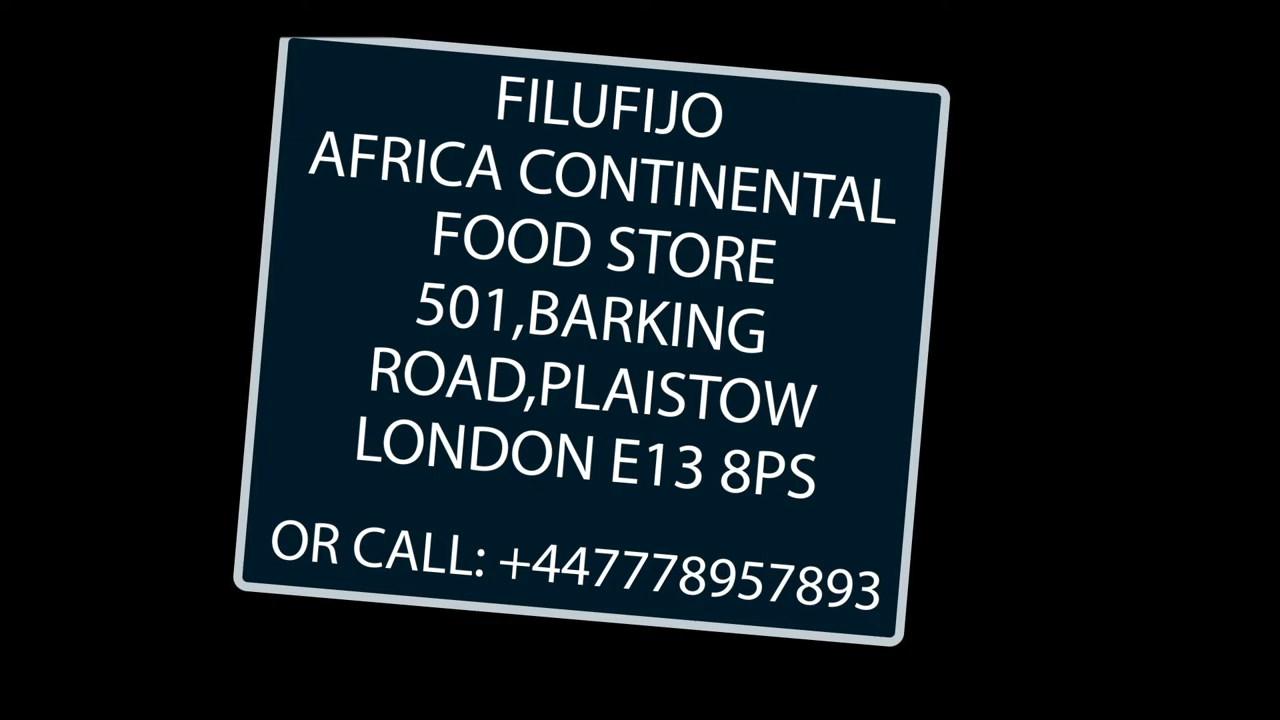 FILUFIJO
AFRICA CONTINENTAL
FOOD STORE
501,BARKING
ROAD,PLAISTOW
LONDON E13 8PS
OR CALL: +447778957893